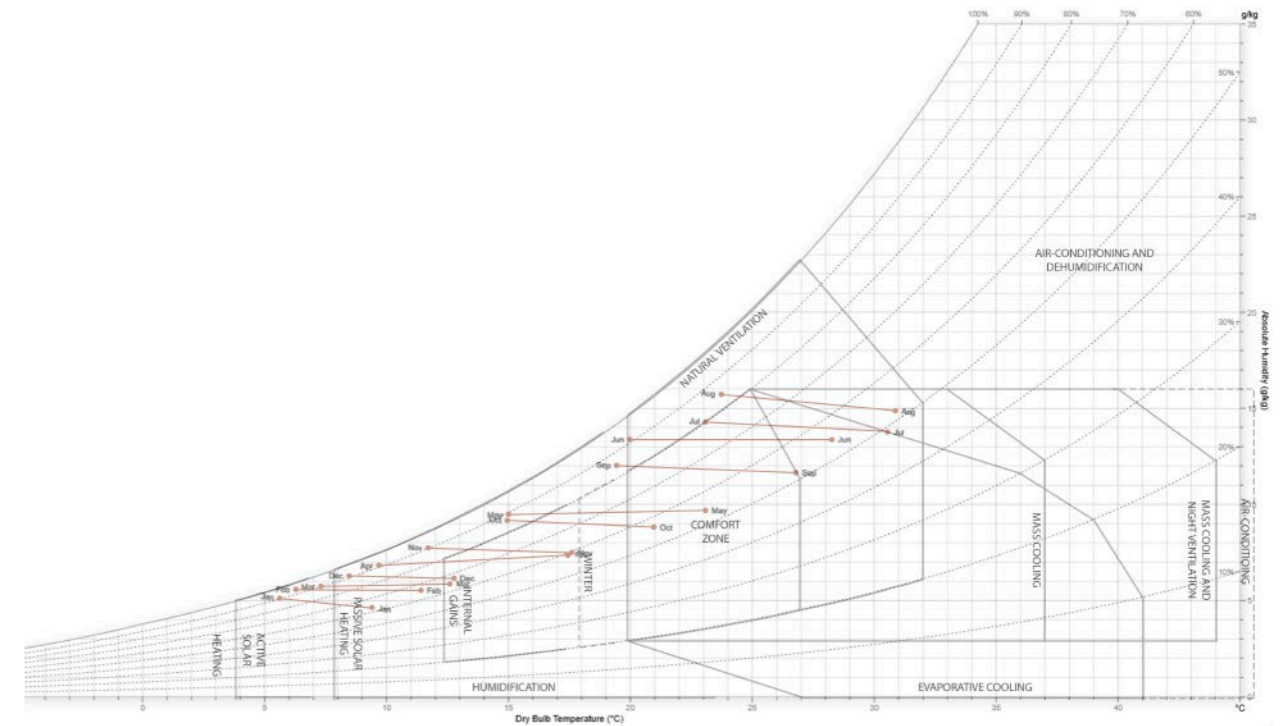 100% 90% 80% 70% 60% g/kg
35
50%
30
40%
25
AIR-CONDITIONING AND
DEHUMIDIFICATION
30%
20
Absolute Humidity (g/kg)
NATURAL VENTILATION
Aug Aug
15
Jul Jul
Jun Jun
20%
Sep Sep
May May
Oct Oct
COMFORT
ZONE
MASS COOLING
MASS COOLING AND
NIGHT VENTILATION
AIR-CONDITIONING
Nov
Apr
WINTER
10%
Dec Dec
Mar
Feb Feb
Jan Jan
5
INTERNAL
GAINS
PASSIVE SOLAR
HEATING
ACTIVE
SOLAR
HEATING
HUMIDIFICATION
EVAPORATIVE COOLING
0
0 5 10 15 20 25 30 35 40 °C
Dry Bulb Temperature (°C)